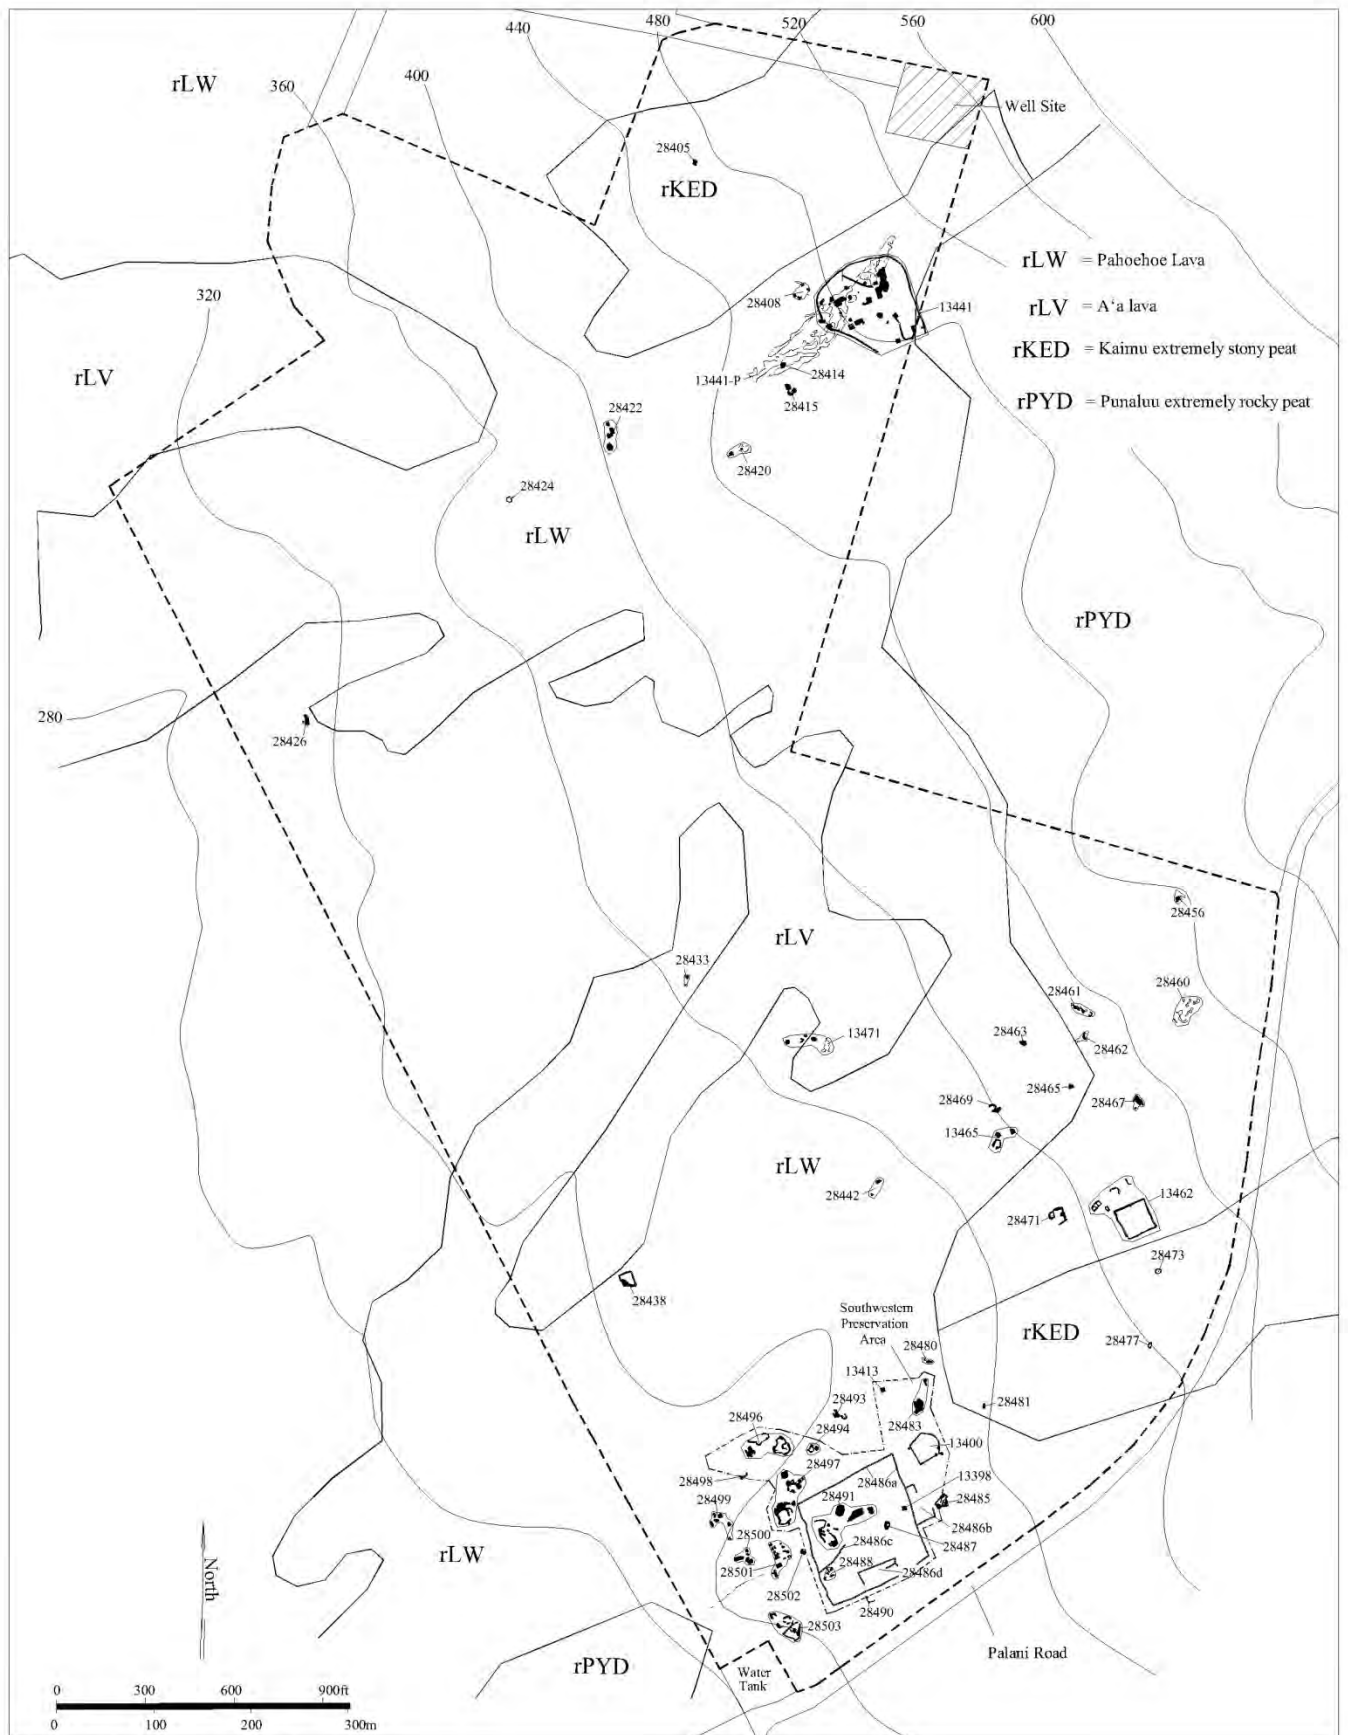 440
480
520
560
600
rLW
360
400
Well Site
28405
rKED
rLW = Pahoehoe Lava
320
28408
13441
rLV = A‘a lava
rKED = Kaimu extremely stony peat
rLV
13441-P
28414
28415
rPYD = Punaluu extremely rocky peat
28422
28420
28424
rLW
rPYD
280
28426
28456
rLV
28433
28460
28461
13471
28463
28462
28465
28469
28467
13465
rLW
28442
13462
28471
28473
28438
Southwestern
Preservation
Area
rKED
28480
28477
13413
28493
28481
28496
28494
28483
13400
28497
28498
28486a
13398
28491
28485
28499
28500
28486b
28486c
28487
28501
28488
28486d
28502
28490
28503
rLW
North
rPYD
Water
Tank
Palani Road
0 300 600 900ft
0 100 200 300m